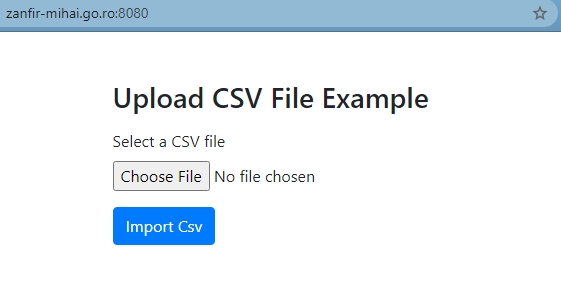 zanfir-mihai.go.ro:8080
Upload CSV File Example
Select a CSV file
Choose File No file chosen
Import Csv